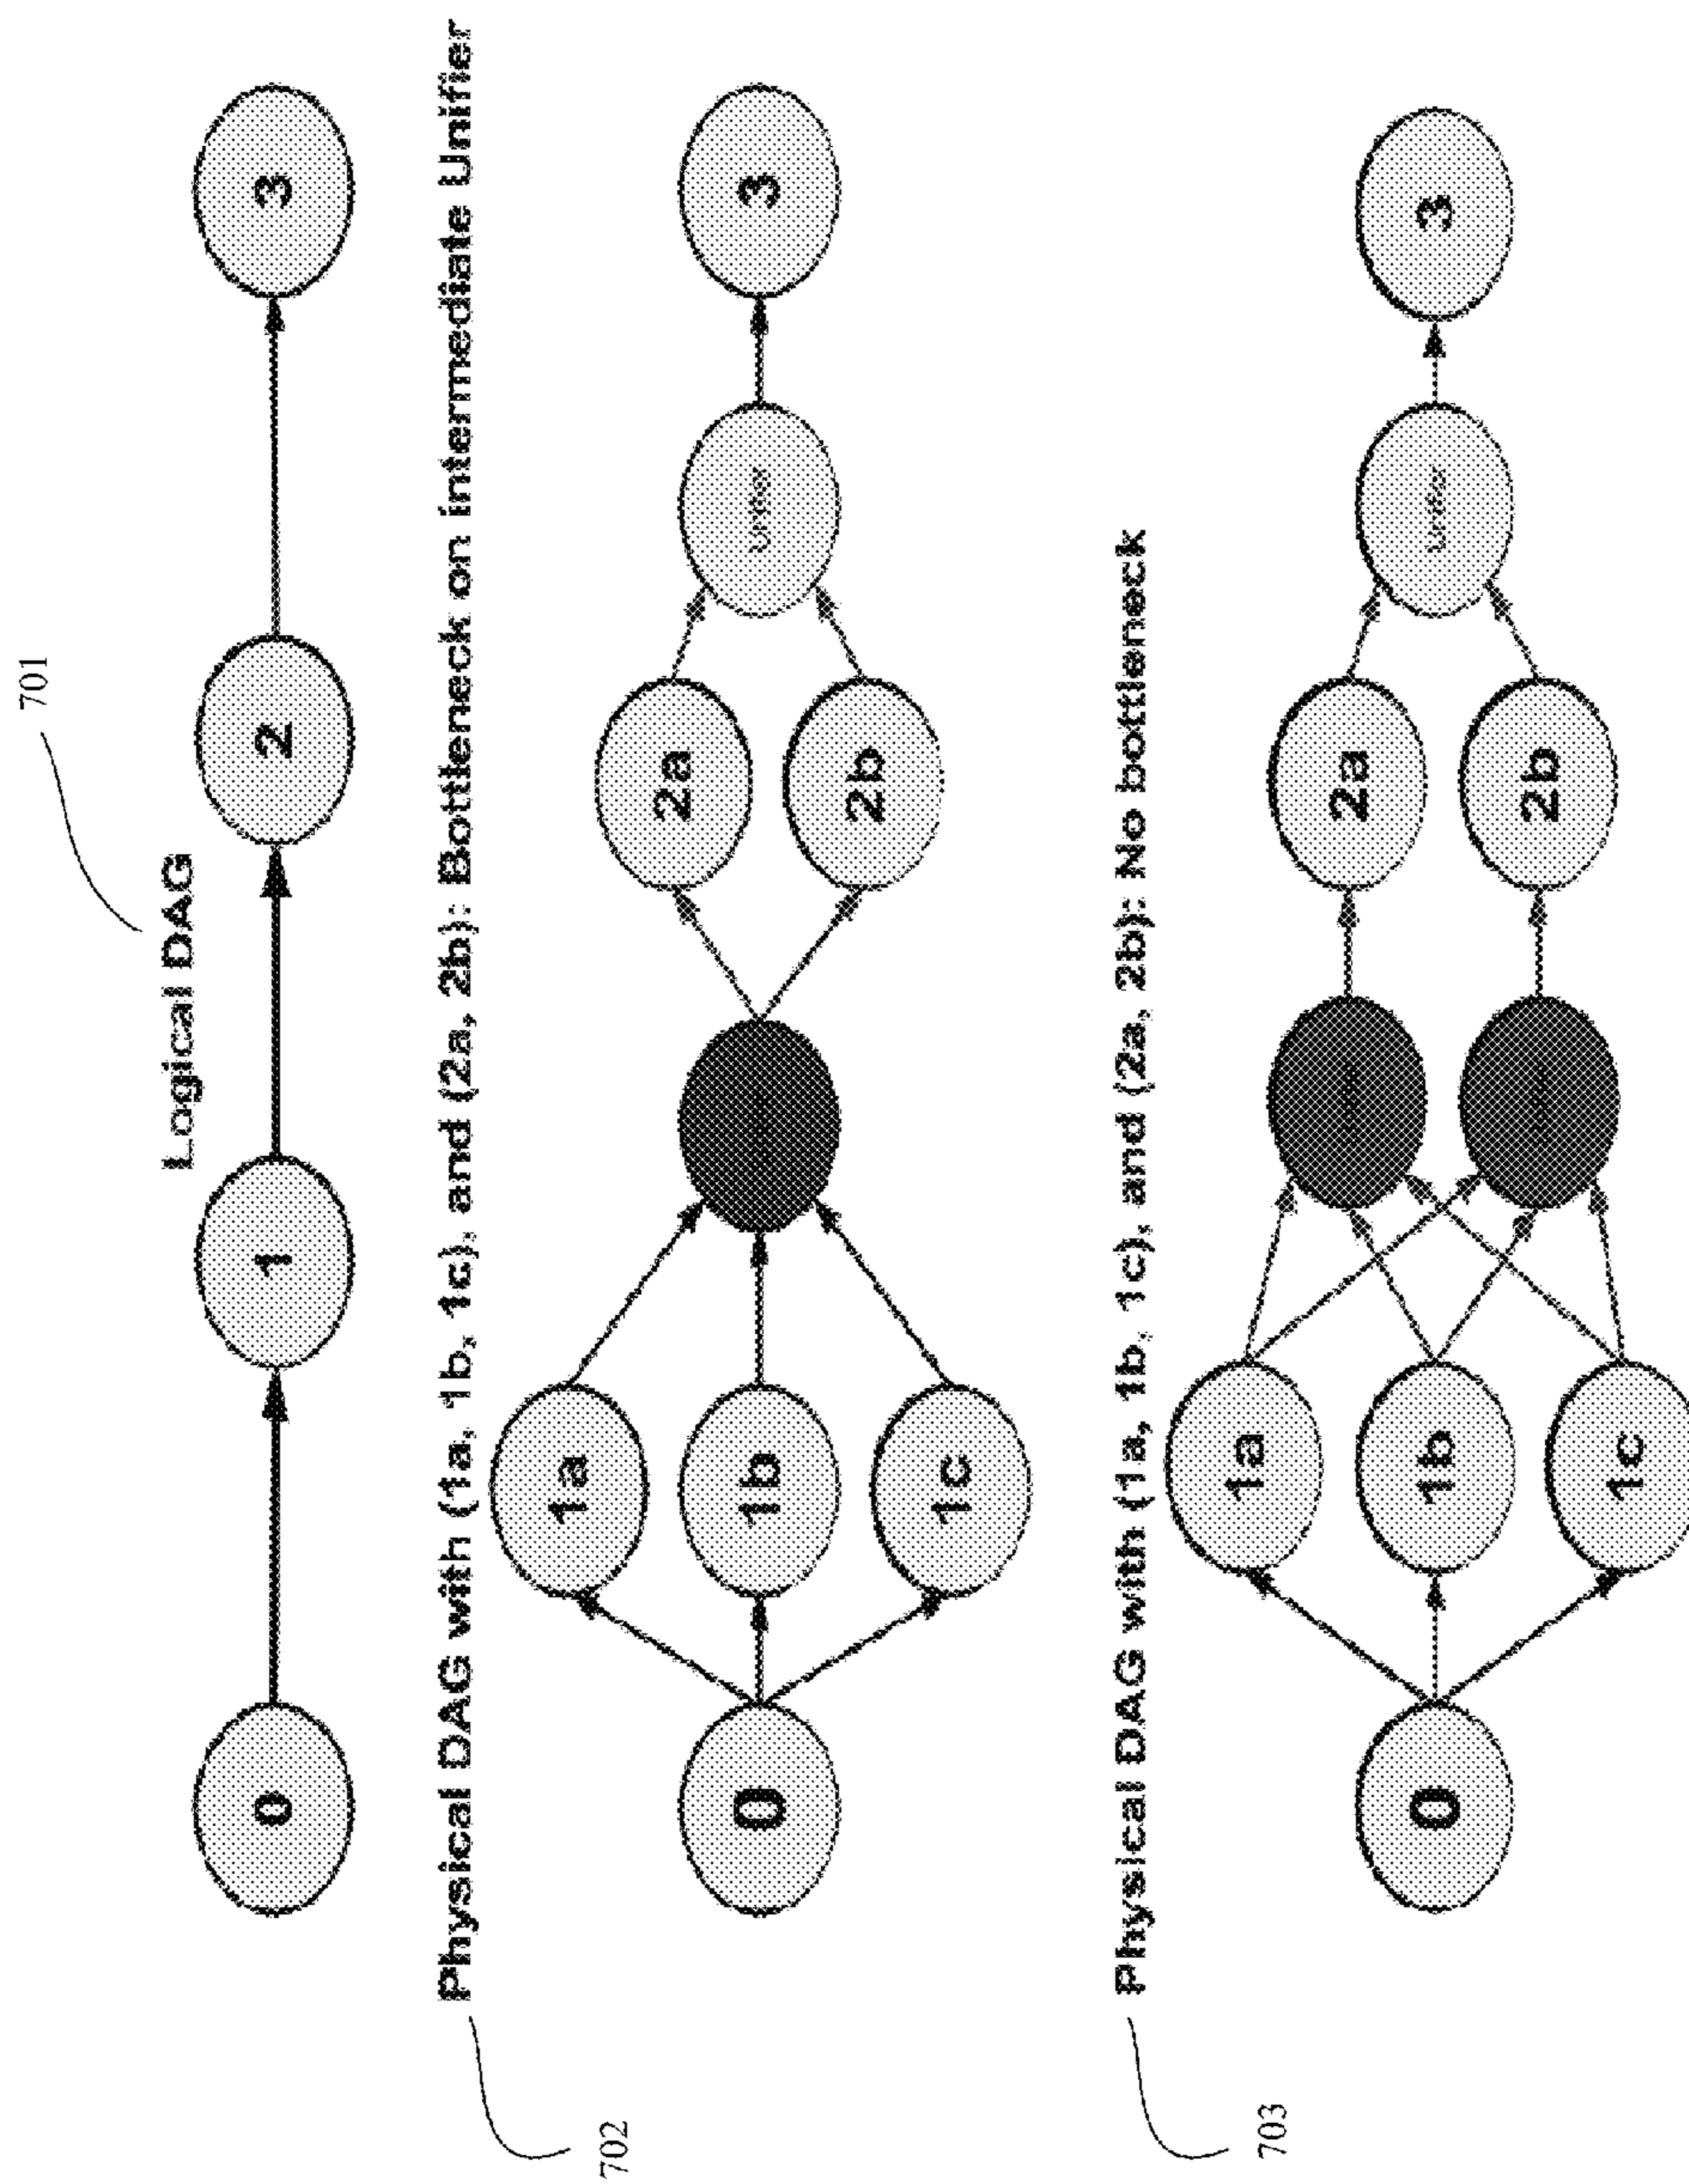 701
Logical DAG
0
1
2
3
702
Physical DAG with (1a, 1b, 1c), and (2a, 2b): Bottleneck on intermediate Unifier
0
1a
1b
1c
2a
2b
Unifier
3
703
Physical DAG with (1a, 1b, 1c), and (2a, 2b): No bottleneck
0
1a
1b
1c
2a
2b
Unifier
3